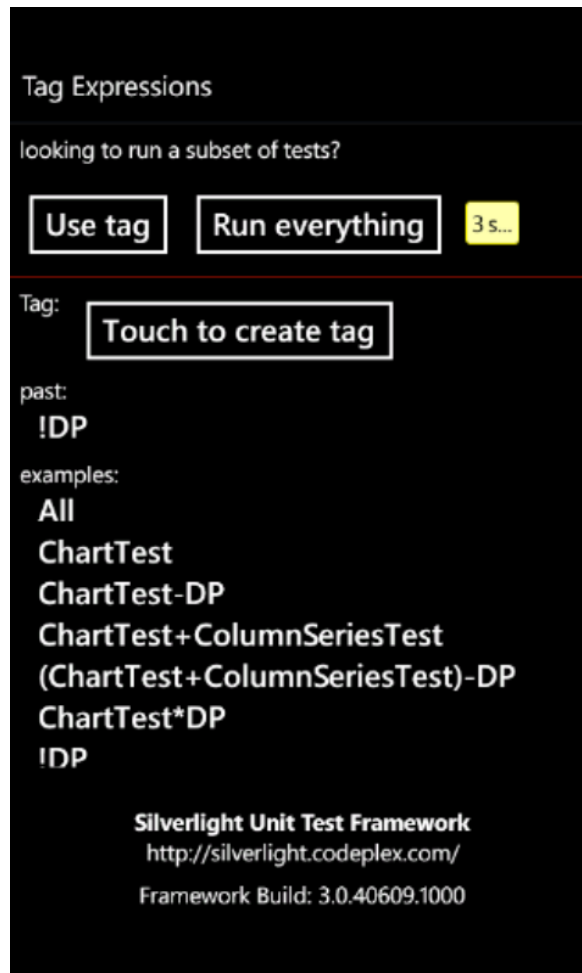 Tag Expressions
looking to run a subset of tests?
Use tag Run everything 3 s...
Tag:
Touch to create tag
past:
!DP
examples:
All
ChartTest
ChartTest-DP
ChartTest+ColumnSeriesTest
(ChartTest+ColumnSeriesTest)-DP
ChartTest*DP
!DP
Silverlight Unit Test Framework
http://silverlight.codeplex.com/
Framework Build: 3.0.40609.1000